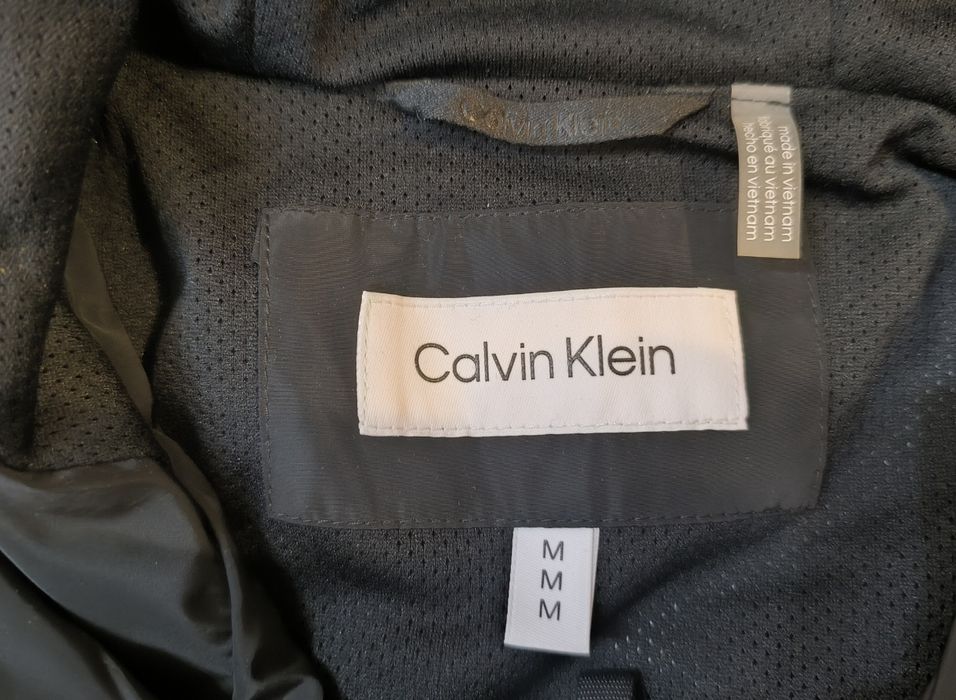 Calvin Klein
made in vietnam
fabriqué au vietnam
hecho en vietnam
Calvin Klein
M
M
M